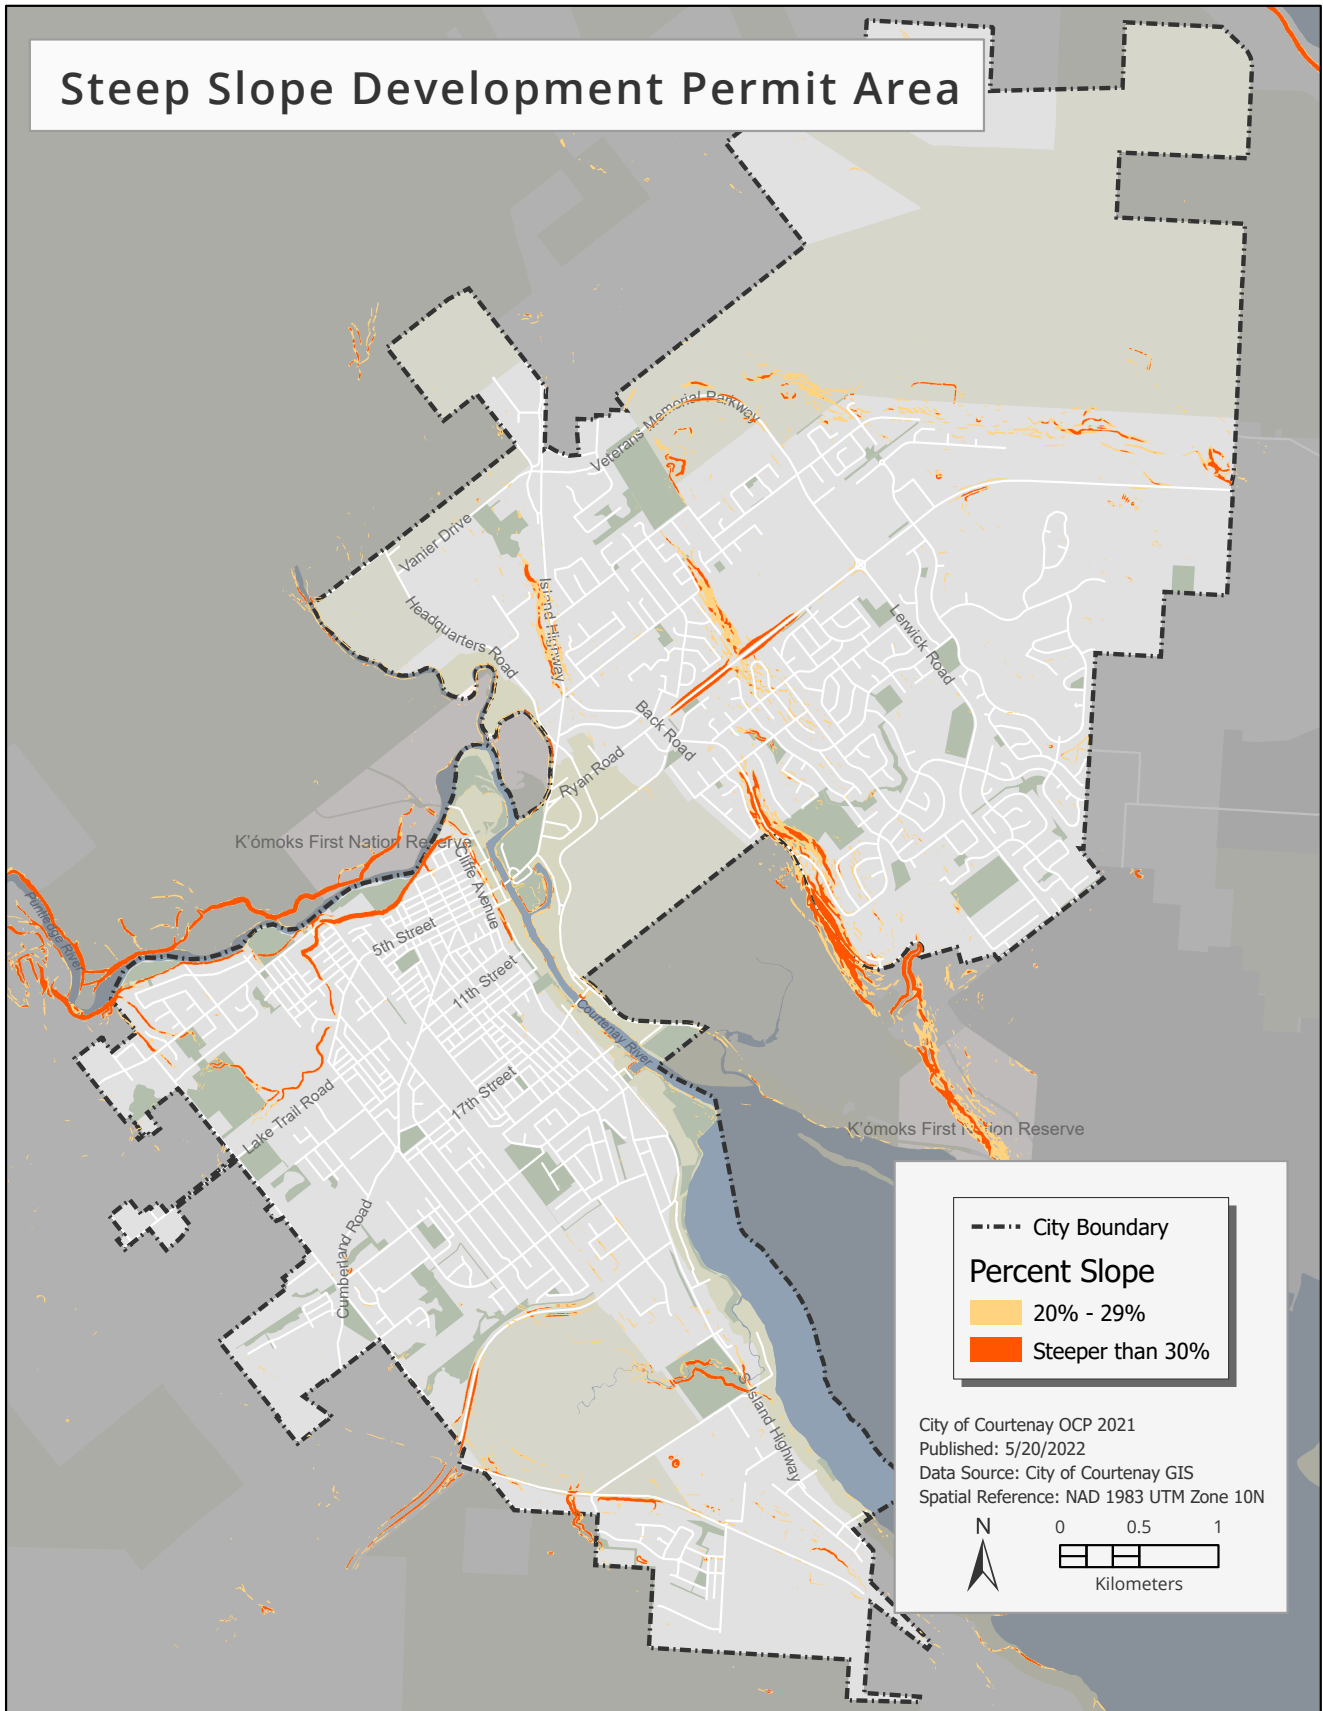 Steep Slope Development Permit Area
Veterans Memorial Parkway
Vanier Drive
Island Highway
Headquarters Road
Lerwick Road
Back Road
Ryan Road
K'ómoks First Nation Reserve
Cliffe Avenue
Puntledge River
5th Street
11th Street
Courtenay River
17th Street
Lake Trail Road
K'ómoks First Nation Reserve
Cumberland Road
S Island Highway
City Boundary
Percent Slope
20% - 29%
Steeper than 30%
City of Courtenay OCP 2021
Published: 5/20/2022
Data Source: City of Courtenay GIS
Spatial Reference: NAD 1983 UTM Zone 10N
N
0 0.5 1
Kilometers